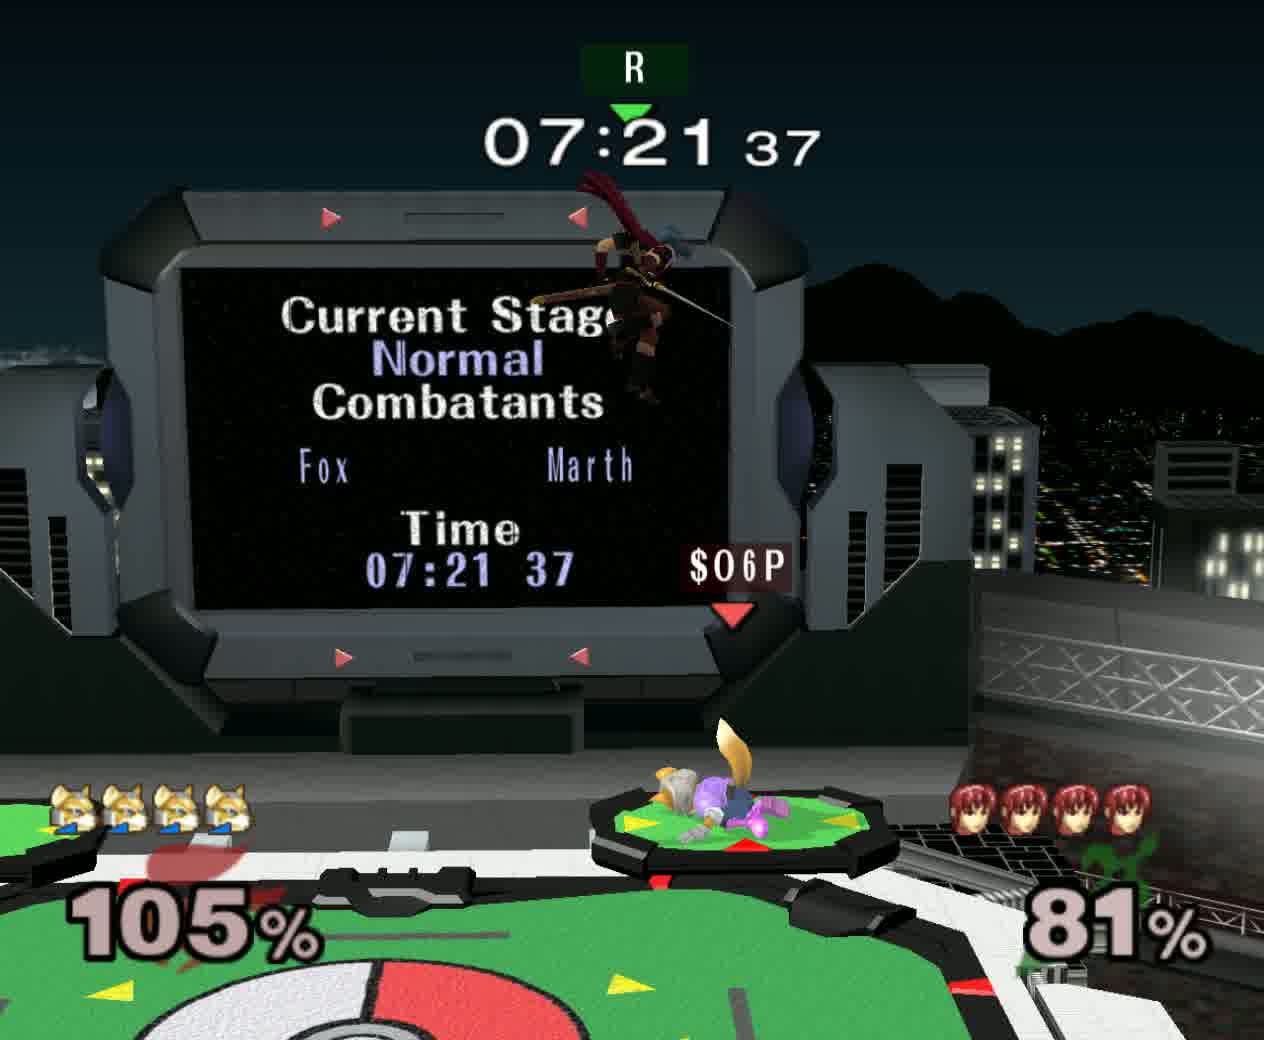 R
07:21 37
Current Stage
Normal
Combatants
Fox Marth
Time
07:21 37
$06P
105%
81%